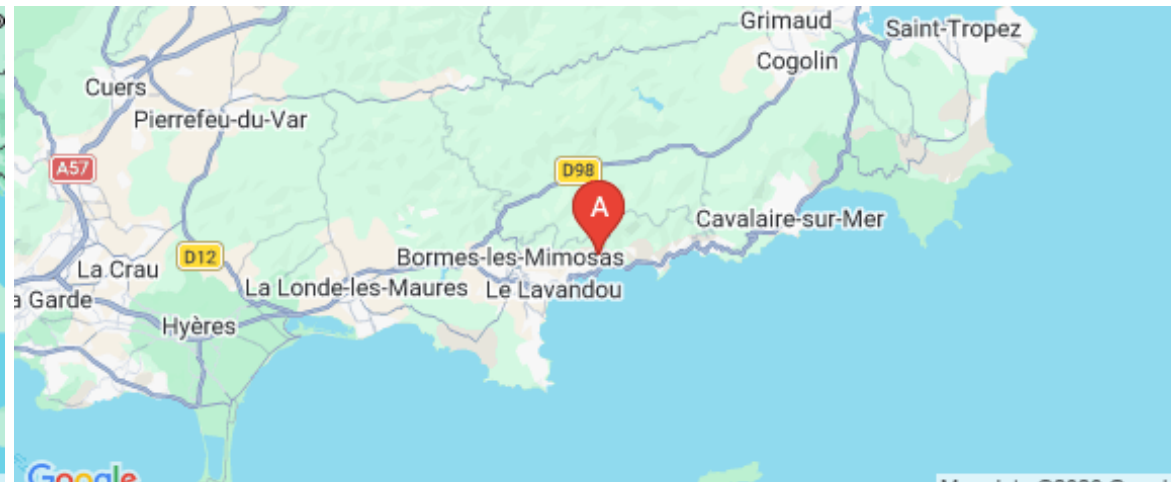 Grimaud
Saint-Tropez
Cogolin
Cuers
Pierrefeu-du-Var
A57
D98
A
Cavalaire-sur-Mer
Bormes-les-Mimosas
D12
La Crau
La Londe-les-Maures
Le Lavandou
a Garde
Hyères
Google